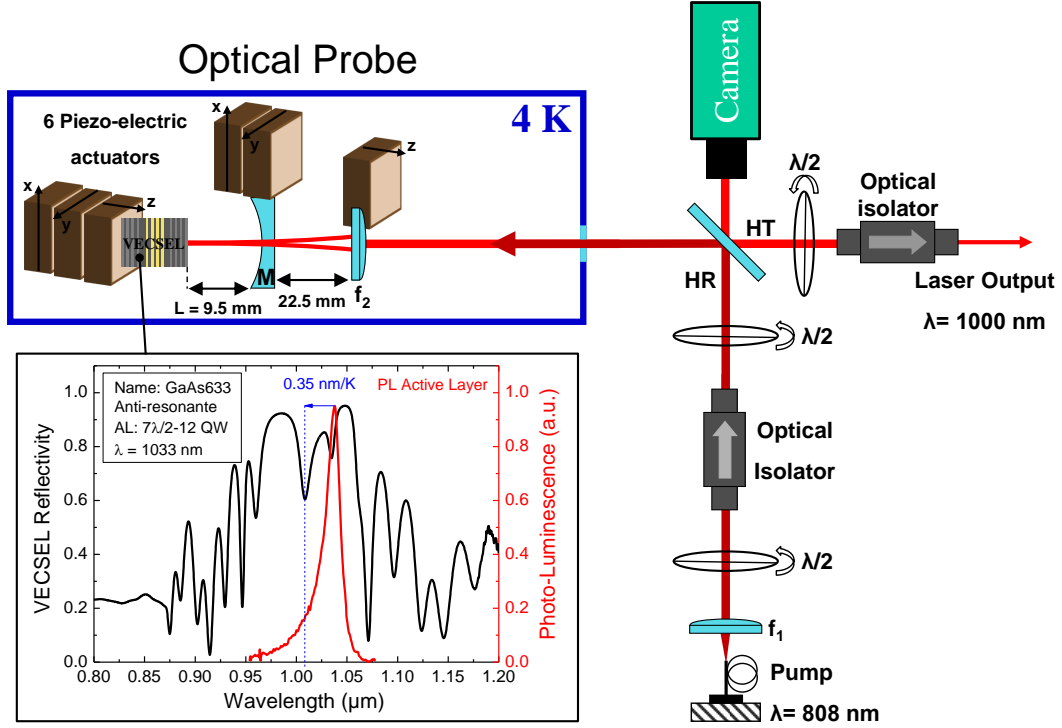 Optical Probe
4 K
6 Piezo-electric
actuators
x
y
z
x
y
z
VECSEL
M
L = 9.5 mm
22.5 mm
f2
Camera
λ/2
Optical
isolator
HT
HR
Laser Output
λ= 1000 nm
λ/2
Optical
Isolator
λ/2
f1
Pump
λ= 808 nm
Name: GaAs633
Anti-resonante
AL: 7λ/2-12 QW
λ = 1033 nm
0.35 nm/K
PL Active Layer
VECSEL Reflectivity
1.0
0.8
0.6
0.4
0.2
0.0
1.0
0.8
0.6
0.4
0.2
0.0
Photo-Luminescence (a.u.)
0.80 0.85 0.90 0.95 1.00 1.05 1.10 1.15 1.20
Wavelength (µm)